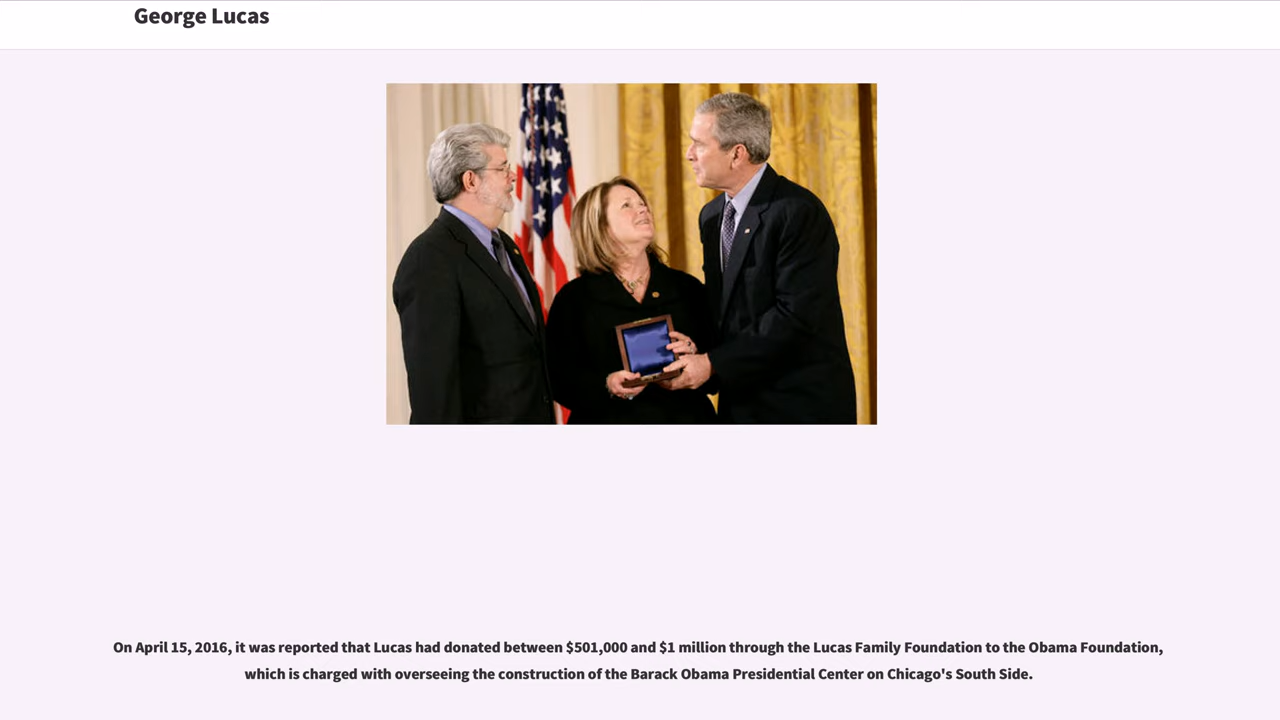 George Lucas
On April 15, 2016, it was reported that Lucas had donated between $501,000 and $1 million through the Lucas Family Foundation to the Obama Foundation,
which is charged with overseeing the construction of the Barack Obama Presidential Center on Chicago's South Side.